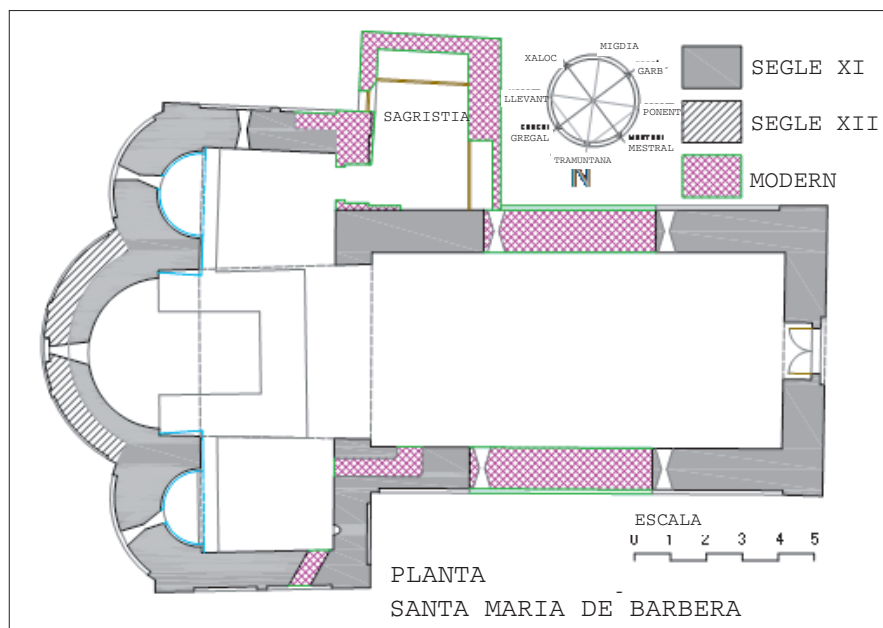 XALOC
MIGDIA
GARB´
SEGLE XI
LLEVANT
PONENT
SAGRISTIA
SEGLE XII
GREGAL
MESTRAL
TRAMUNTANA
N
MODERN
ESCALA
0 1 2 3 4 5
PLANTA
SANTA MARIA DE BARBERA